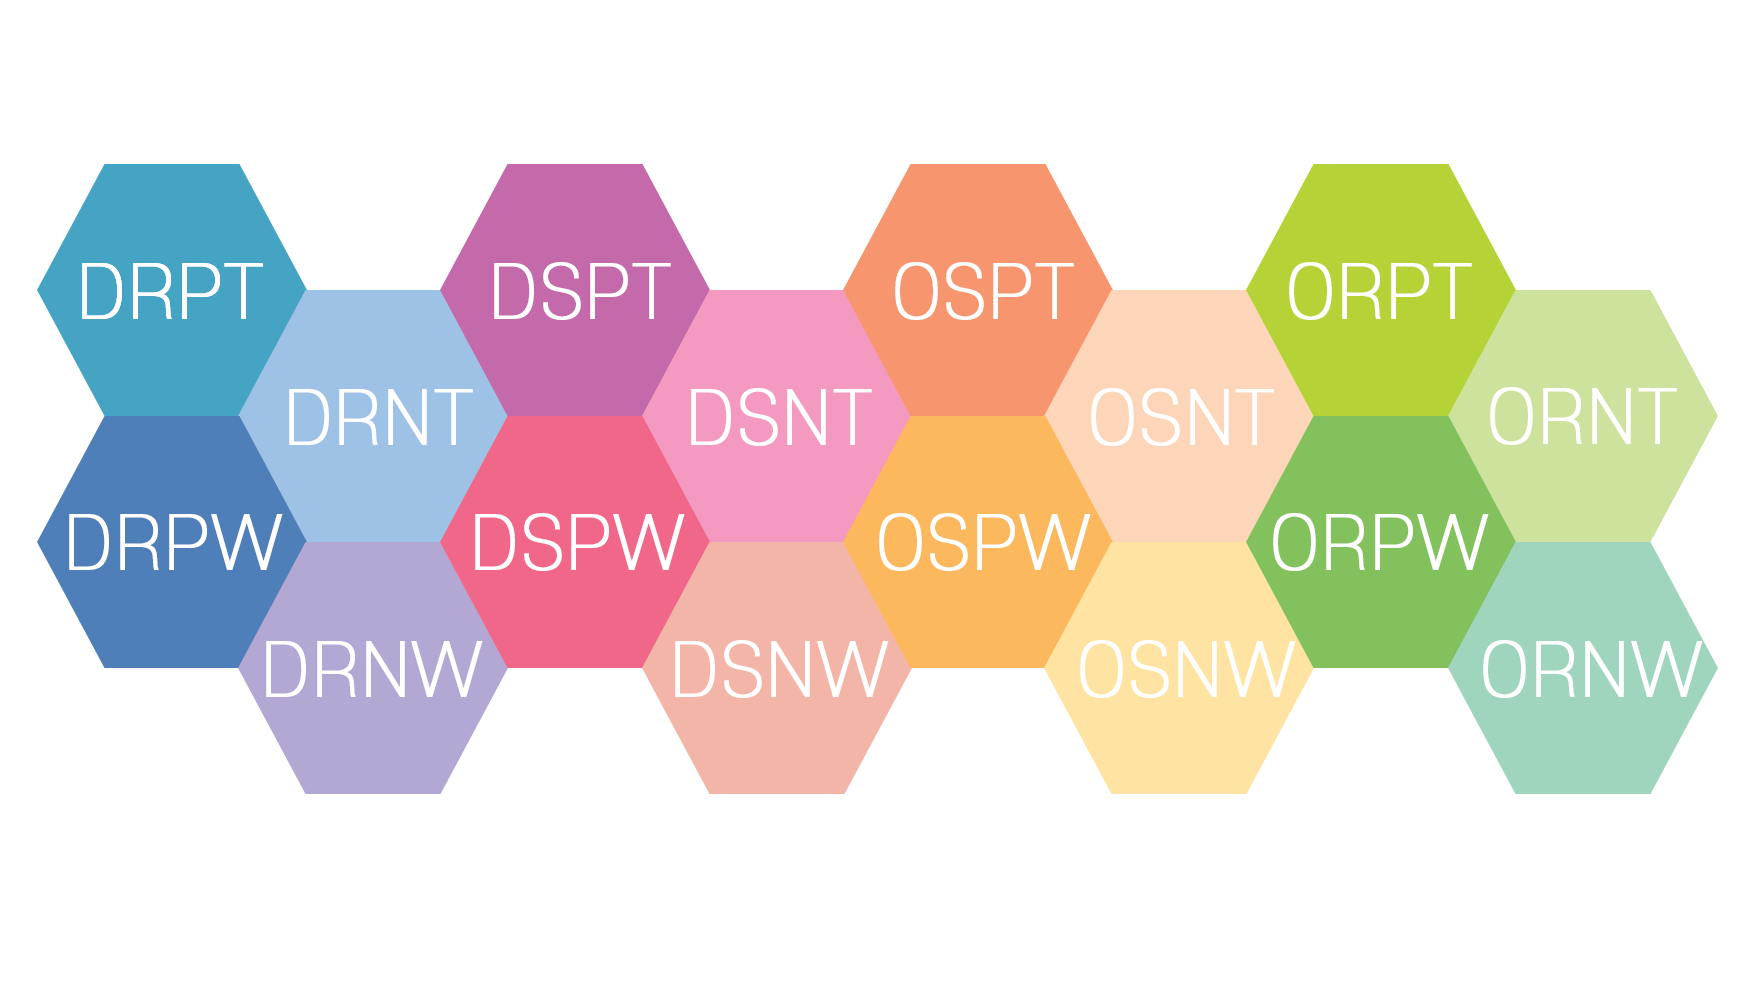 DRPT
DSPT
OSPT
ORPT
DRNT
DSNT
OSNT
ORNT
DRPW
DSPW
OSPW
ORPW
DRNW
DSNW
OSNW
ORNW